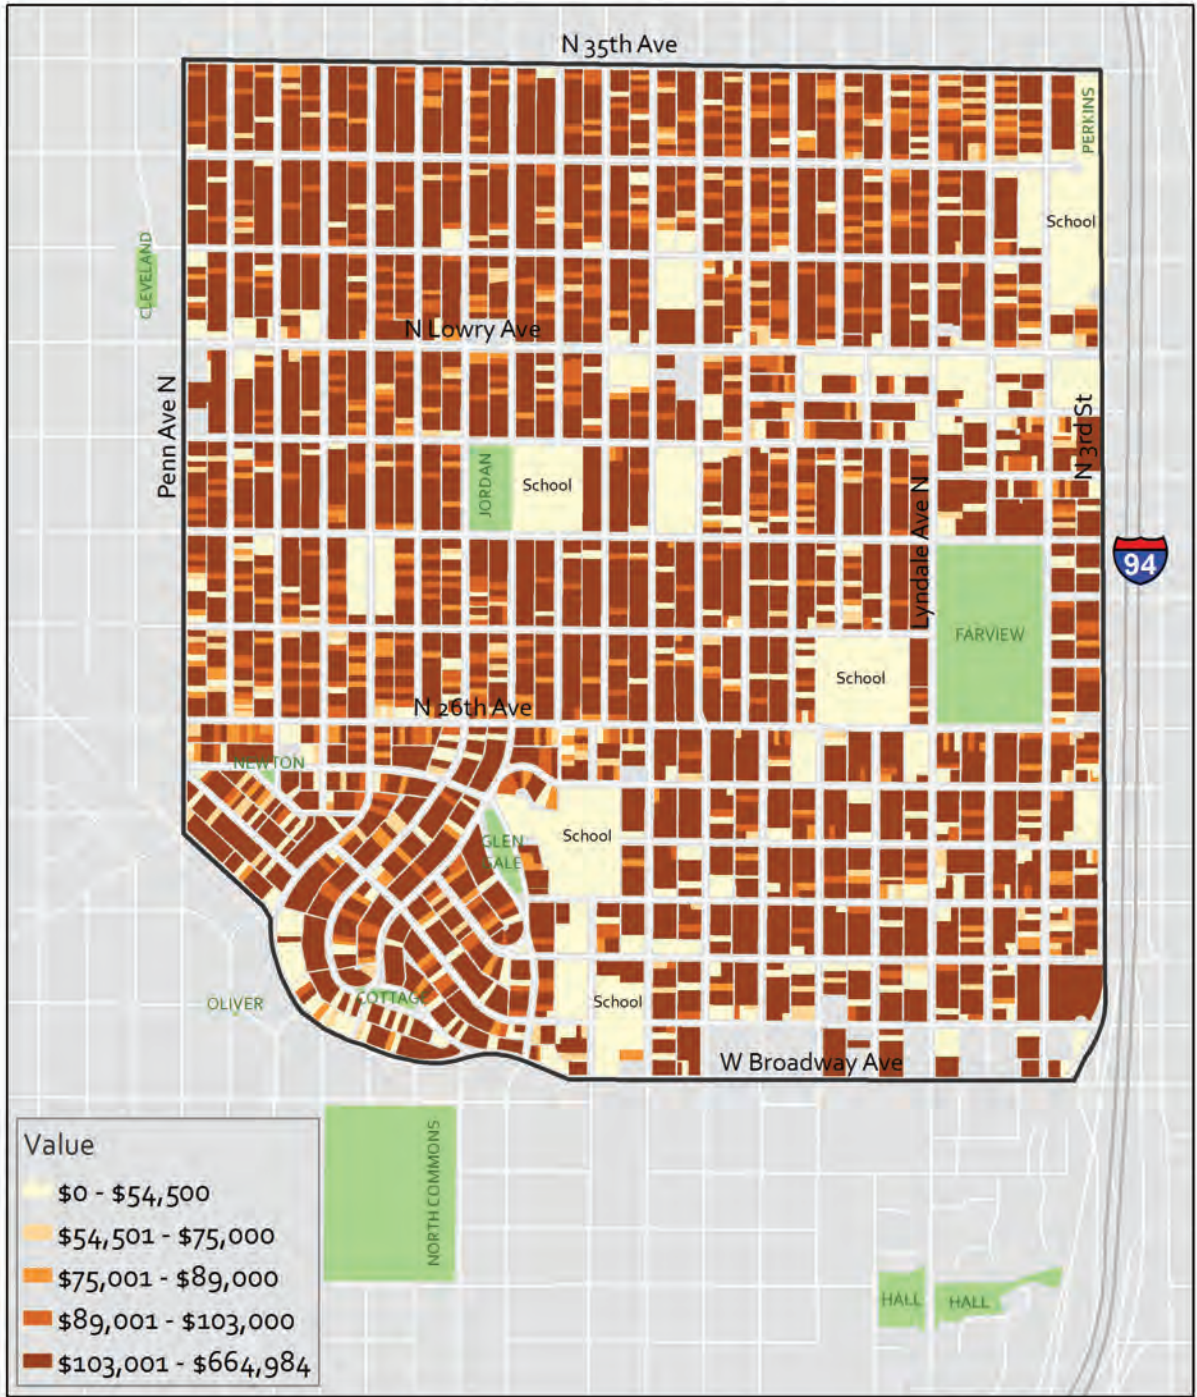 N 35th Ave
PERKINS
School
CLEVELAND
N Lowry Ave
Penn Ave N
N 3rd St
JORDAN
School
Lyndale Ave N
94
FARVIEW
School
N 26th Ave
NEWTON
School
GLEN
GALE
OLIVER
COTTAGE
School
W Broadway Ave
Value
$0 - $54,500
$54,501 - $75,000
$75,001 - $89,000
$89,001 - $103,000
$103,001 - $664,984
NORTH COMMONS
HALL
HALL